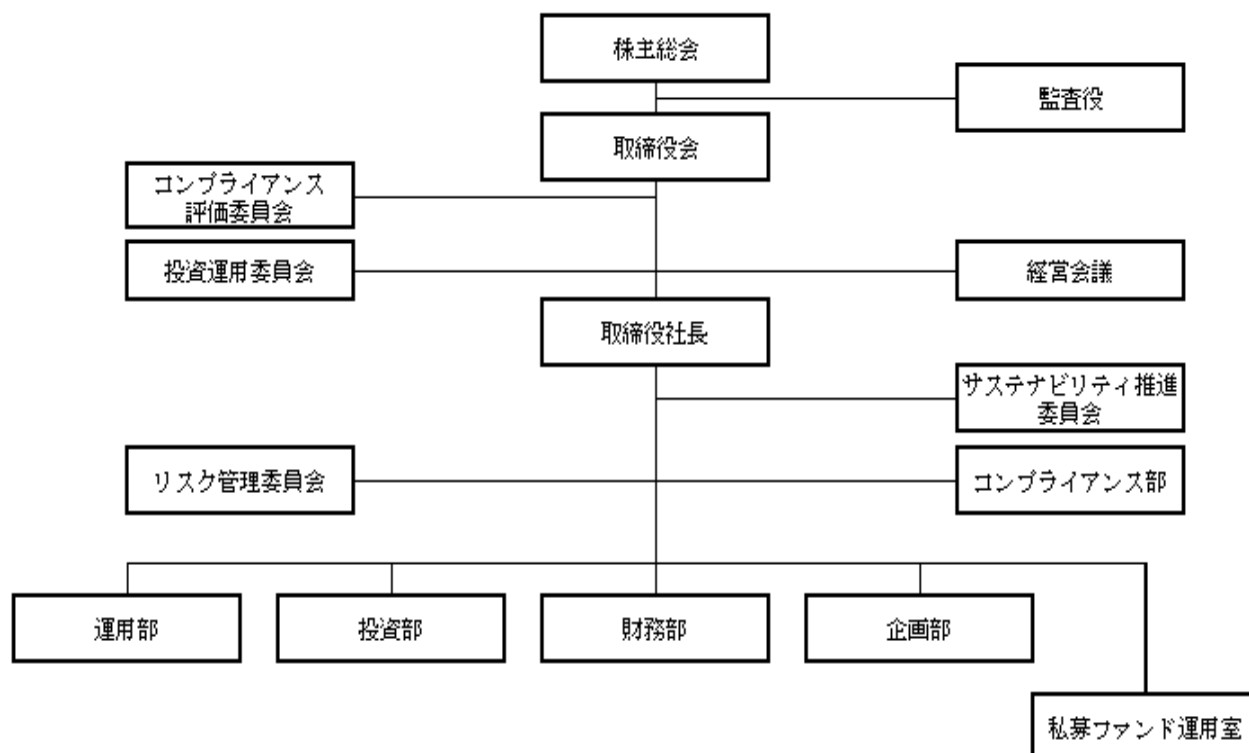 株主総会
監査役
取締役会
コンプライアンス
評価委員会
投資運用委員会
経営会議
取締役社長
サステナビリティ推進
委員会
リスク管理委員会
コンプライアンス部
運用部
投資部
財務部
企画部
私募ファンド運用室